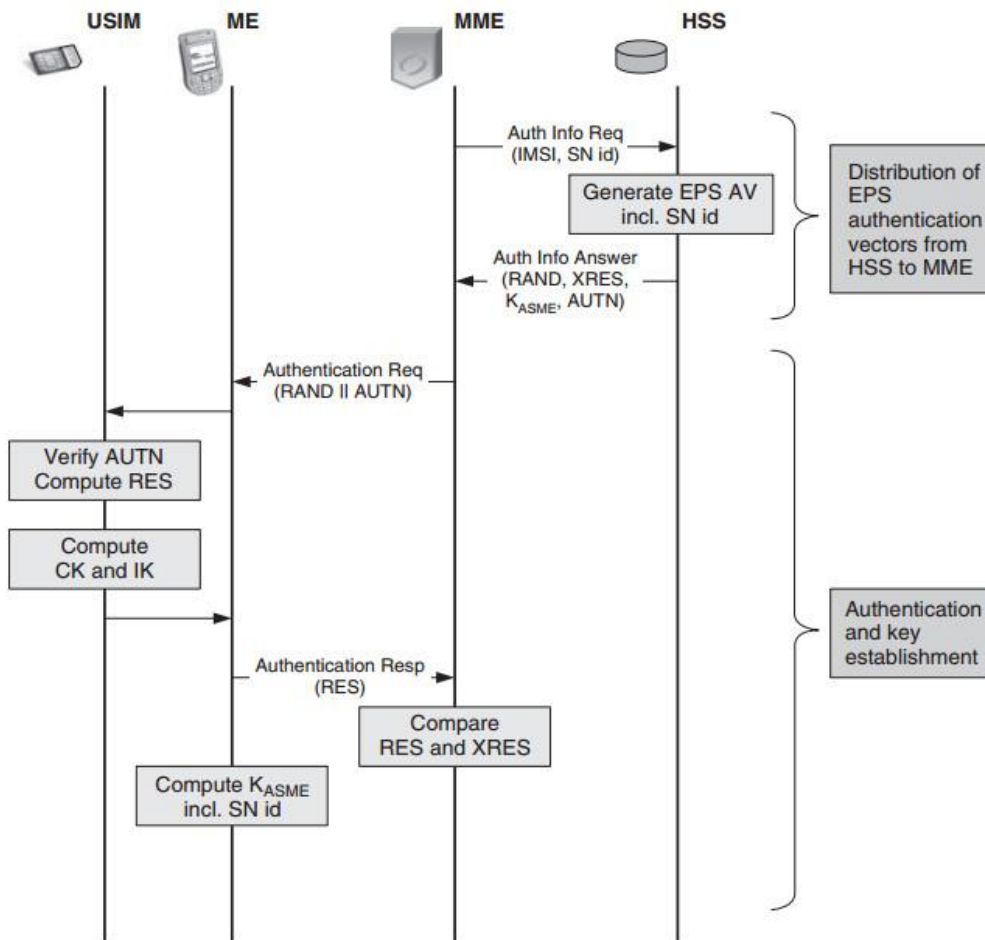 USIM
ME
MME
HSS
Auth Info Req
(IMSI, SN id)
Generate EPS AV
incl. SN id
Distribution of
EPS
authentication
vectors from
HSS to MME
Auth Info Answer
(RAND, XRES,
K_ASME, AUTN)
Authentication Req
(RAND || AUTN)
Verify AUTN
Compute RES
Compute
CK and IK
Authentication
and key
establishment
Authentication Resp
(RES)
Compare
RES and XRES
Compute K_ASME
incl. SN id